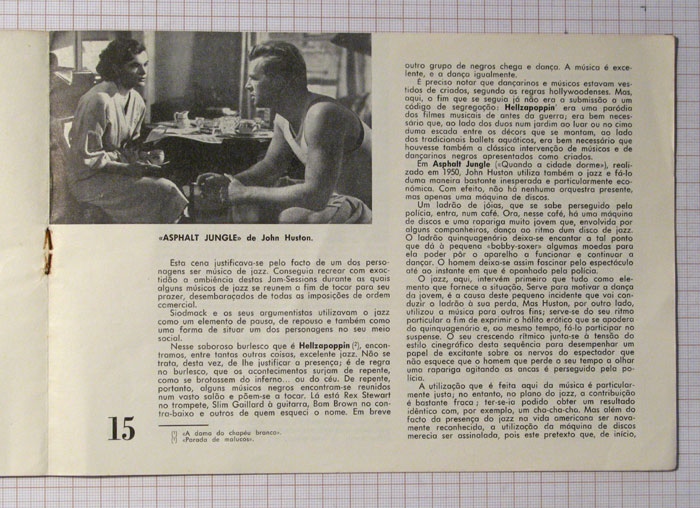 «ASPHALT JUNGLE» de John Huston.
Esta cena justificava-se pelo facto de um dos perso-
nagens ser músico de jazz. Conseguia recrear com exac-
tidão a ambiência destas Jam-Sessions durante as quais
alguns músicos de jazz se reunem a fim de tocar para seu
prazer, desembaraçados de todas as imposições de ordem
comercial.
Siodmack e os seus argumentistas utilizavam o jazz
como um elemento de pausa, de repouso e também como
uma forma de situar um dos personagens no seu meio
social.
Nesse saboroso burlesco que é Hellzapoppin (²), encon-
tramos, entre tantas outras coisas, excelente jazz. Não se
trata, desta vez, de lhe justificar a presença; é de regra
no burlesco, que os acontecimentos surjam de repente,
como se brotassem do inferno... ou do céu. De repente,
portanto, alguns músicos negros encontram-se reunidos
num vasto salão e põem-se a tocar. Lá está Rex Stewart
no trompete, Slim Gaillard à guitarra, Bam Brown no con-
tra-baixo e outros de quem esqueci o nome. Em breve
15
(¹) «A dama do chapéu branco».
(²) «Parada de malucos».
outro grupo de negros chega e dança. A música é exce-
lente, e a dança igualmente.
É preciso notar que dançarinos e músicos estavam ves-
tidos de criados, segundo as regras hollywoodenses. Mas,
aqui, o fim que se seguia já não era a submissão a um
código de segregação: Hellzapoppin' era uma paródia
dos filmes musicais de antes da guerra; era bem neces-
sário que, ao lado dos duos num jardim ao luar ou no cimo
duma escada entre os décors que se montam, ao lado
dos tradicionais ballets aquáticos, era bem necessário que
houvesse também a clássica intervenção de músicos e de
dançarinos negros apresentados como criados.
Em Asphalt Jungle («Quando a cidade dorme»), reali-
zado em 1950, John Huston utiliza também o jazz e fá-lo
duma maneira bastante inesperada e particularmente eco-
nómica. Com efeito, não há nenhuma orquestra presente,
mas apenas uma máquina de discos.
Um ladrão de jóias, que se sabe perseguido pela
polícia, entra, num café. Ora, nesse café, há uma máquina
de discos e uma rapariga muito jovem que, envolvida por
alguns companheiros, dança ao ritmo dum disco de jazz.
O ladrão quinquagenário deixa-se encantar a tal ponto
que dá à pequena «bobby-soxer» algumas moedas para
ela poder pôr o aparelho a funcionar e continuar a
dançar. O homem deixa-se assim fascinar pelo espectáculo
até ao instante em que é apanhado pela polícia.
O jazz, aqui, intervém primeiro que tudo como ele-
mento que fornece a situação. Serve para motivar a dança
da jovem, é a causa deste pequeno incidente que vai con-
duzir o ladrão à sua perda. Mas Huston, por outro lado,
utilizou a música para outros fins; serve-se do seu ritmo
particular a fim de exprimir o hálito erótico que se apodera
do quinquagenário e, ao mesmo tempo, fá-lo participar no
suspense. O seu crescendo rítmico junta-se à tensão do
estilo cinegráfico desta sequência para desempenhar um
papel de excitante sobre os nervos do espectador que
não esquece que o homem que perde o seu tempo a olhar
uma rapariga agitando as ancas é perseguido pela po-
lícia.
A utilização que é feita aqui da música é particular-
mente justa; no entanto, no plano do jazz, a contribuição
é bastante fraca; ter-se-ia podido obter um resultado
idêntico com, por exemplo, um cha-cha-cha. Mas além do
facto da presença do jazz na vida americana ser nova-
mente reconhecido, a utilização da máquina de discos
merecia ser assinalada, pois este pretexto que, de início,